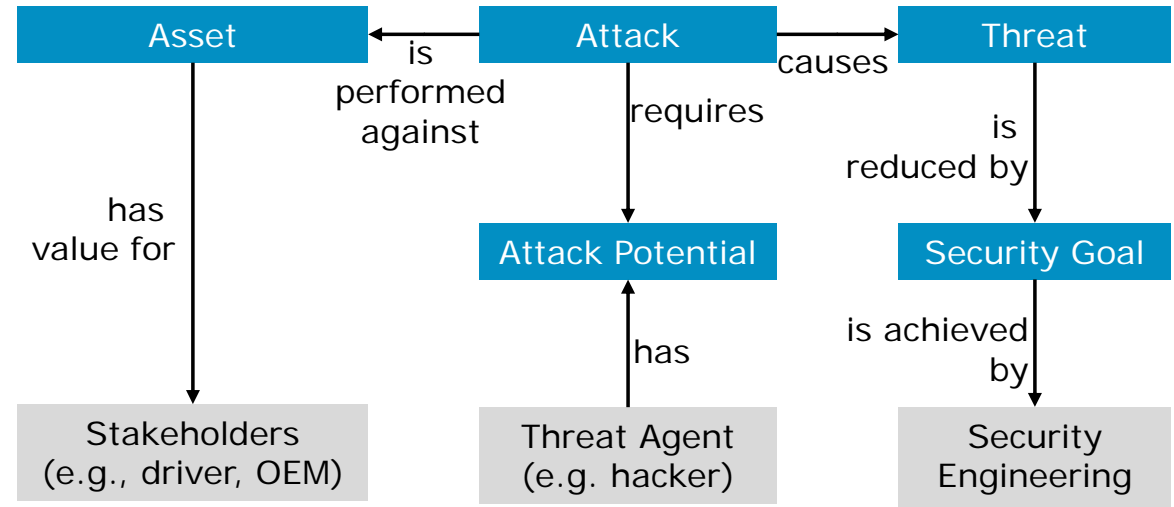 Asset
Attack
Threat
is
performed
against
causes
requires
is
reduced by
has
value for
Attack Potential
Security Goal
has
is achieved
by
Stakeholders
(e.g., driver, OEM)
Threat Agent
(e.g. hacker)
Security
Engineering